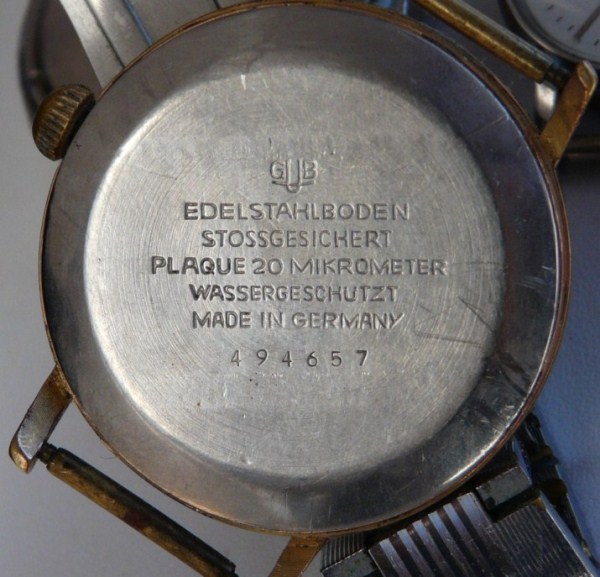 GUB
EDELSTAHLBODEN
STOSSGESICHERT
PLAQUE 20 MIKROMETER
WASSERGESCHUTZT
MADE IN GERMANY
494657